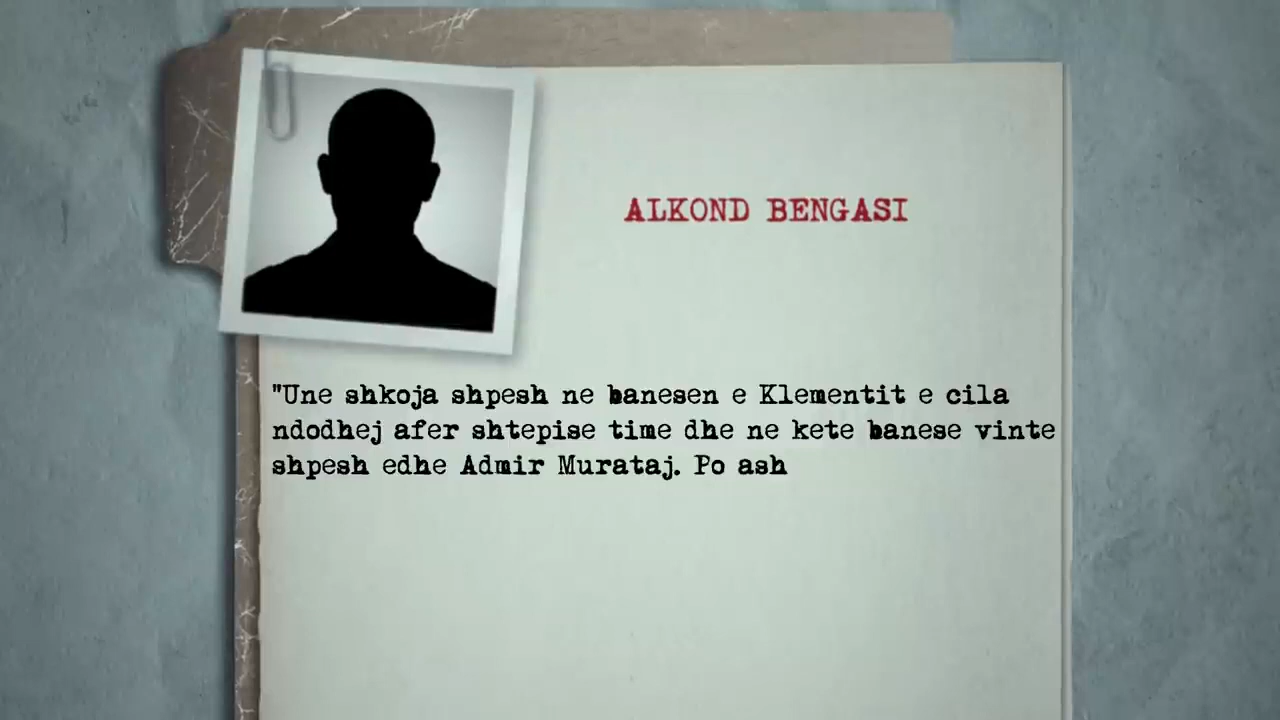 ALKOND BENGASI
"Une shkoja shpesh ne banesen e Klementit e cila
ndodhej afer shtepise time dhe ne kete banese vinte
shpesh edhe Admir Murataj. Po ash